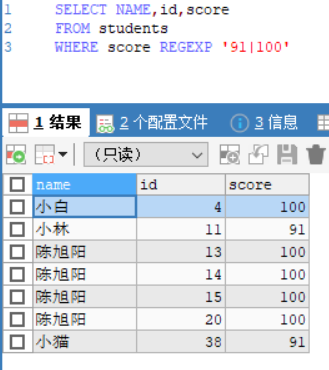 1 SELECT NAME,id,score
2 FROM students
3 WHERE score REGEXP '91|100'
1 结果 2 个配置文件 3 信息
(只读)
name id score
小白 4 100
小林 11 91
陈旭阳 13 100
陈旭阳 14 100
陈旭阳 15 100
陈旭阳 20 100
小猫 38 91